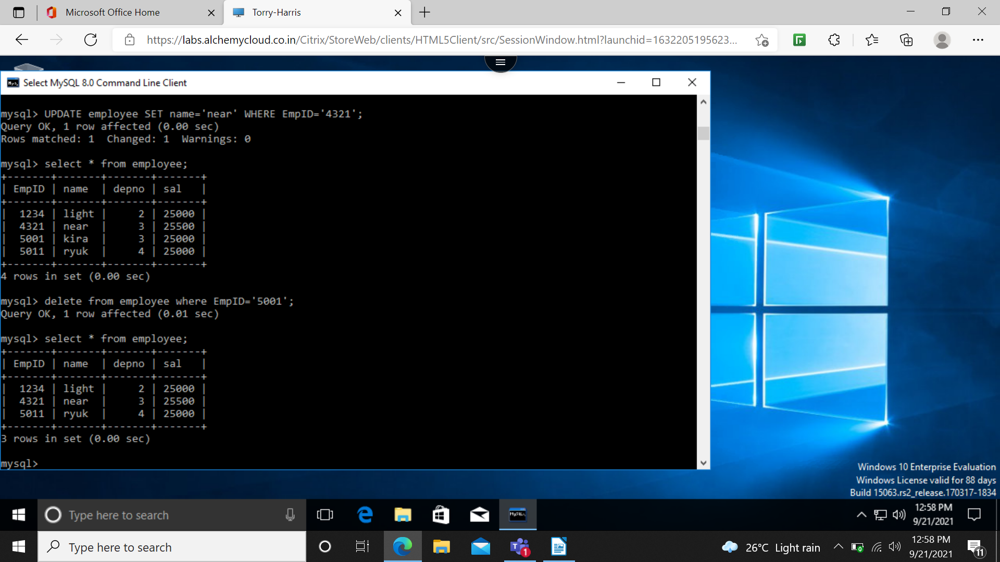 Microsoft Office Home
Torry-Harris
https://labs.alchemycloud.co.in/Citrix/StoreWeb/clients/HTML5Client/src/SessionWindow.html?launchid=1632205195623...
Select MySQL 8.0 Command Line Client
mysql> UPDATE employee SET name='near' WHERE EmpID='4321';
Query OK, 1 row affected (0.00 sec)
Rows matched: 1  Changed: 1  Warnings: 0
mysql> select * from employee;
+-------+-------+-------+-------+
| EmpID | name  | depno | sal   |
+-------+-------+-------+-------+
|  1234 | light |     2 | 25000 |
|  4321 | near  |     3 | 25500 |
|  5001 | kira  |     3 | 25000 |
|  5011 | ryuk  |     4 | 25000 |
+-------+-------+-------+-------+
4 rows in set (0.00 sec)
mysql> delete from employee where EmpID='5001';
Query OK, 1 row affected (0.01 sec)
mysql> select * from employee;
+-------+-------+-------+-------+
| EmpID | name  | depno | sal   |
+-------+-------+-------+-------+
|  1234 | light |     2 | 25000 |
|  4321 | near  |     3 | 25500 |
|  5011 | ryuk  |     4 | 25000 |
+-------+-------+-------+-------+
3 rows in set (0.00 sec)
mysql>
Windows 10 Enterprise Evaluation
Windows License valid for 88 days
Build 15063.rs2_release.170317-1834
Type here to search
MySQL
12:58 PM
9/21/2021
Type here to search
1
26°C Light rain
12:58 PM
9/21/2021
11